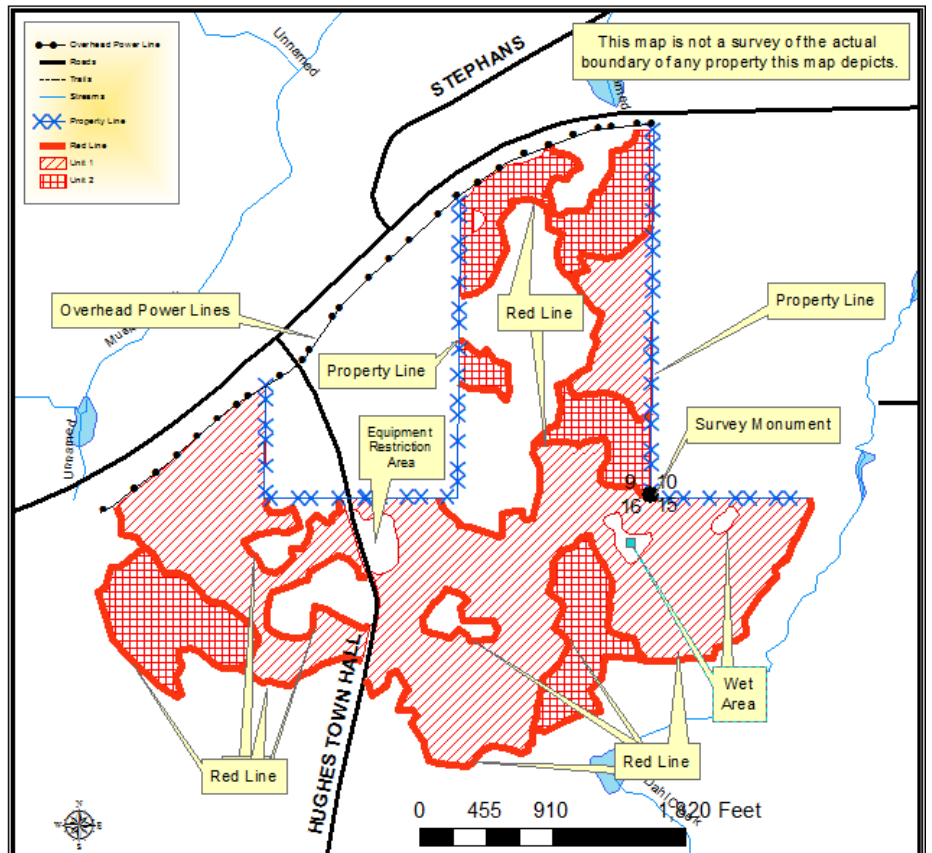 Overhead Power Line
Roads
Trails
Streams
Property Line
Red Line
Unit 1
Unit 2
Unnamed
STEPHANS
This map is not a survey of the actual
boundary of any property this map depicts.
Overhead Power Lines
Red Line
Property Line
Property Line
Equipment
Restriction
Area
Survey Monument
Unnamed
9 10
16 15
HUGHES TOWN HALL
Wet
Area
Red Line
Red Line
0 455 910 1,820 Feet
N
W E
S